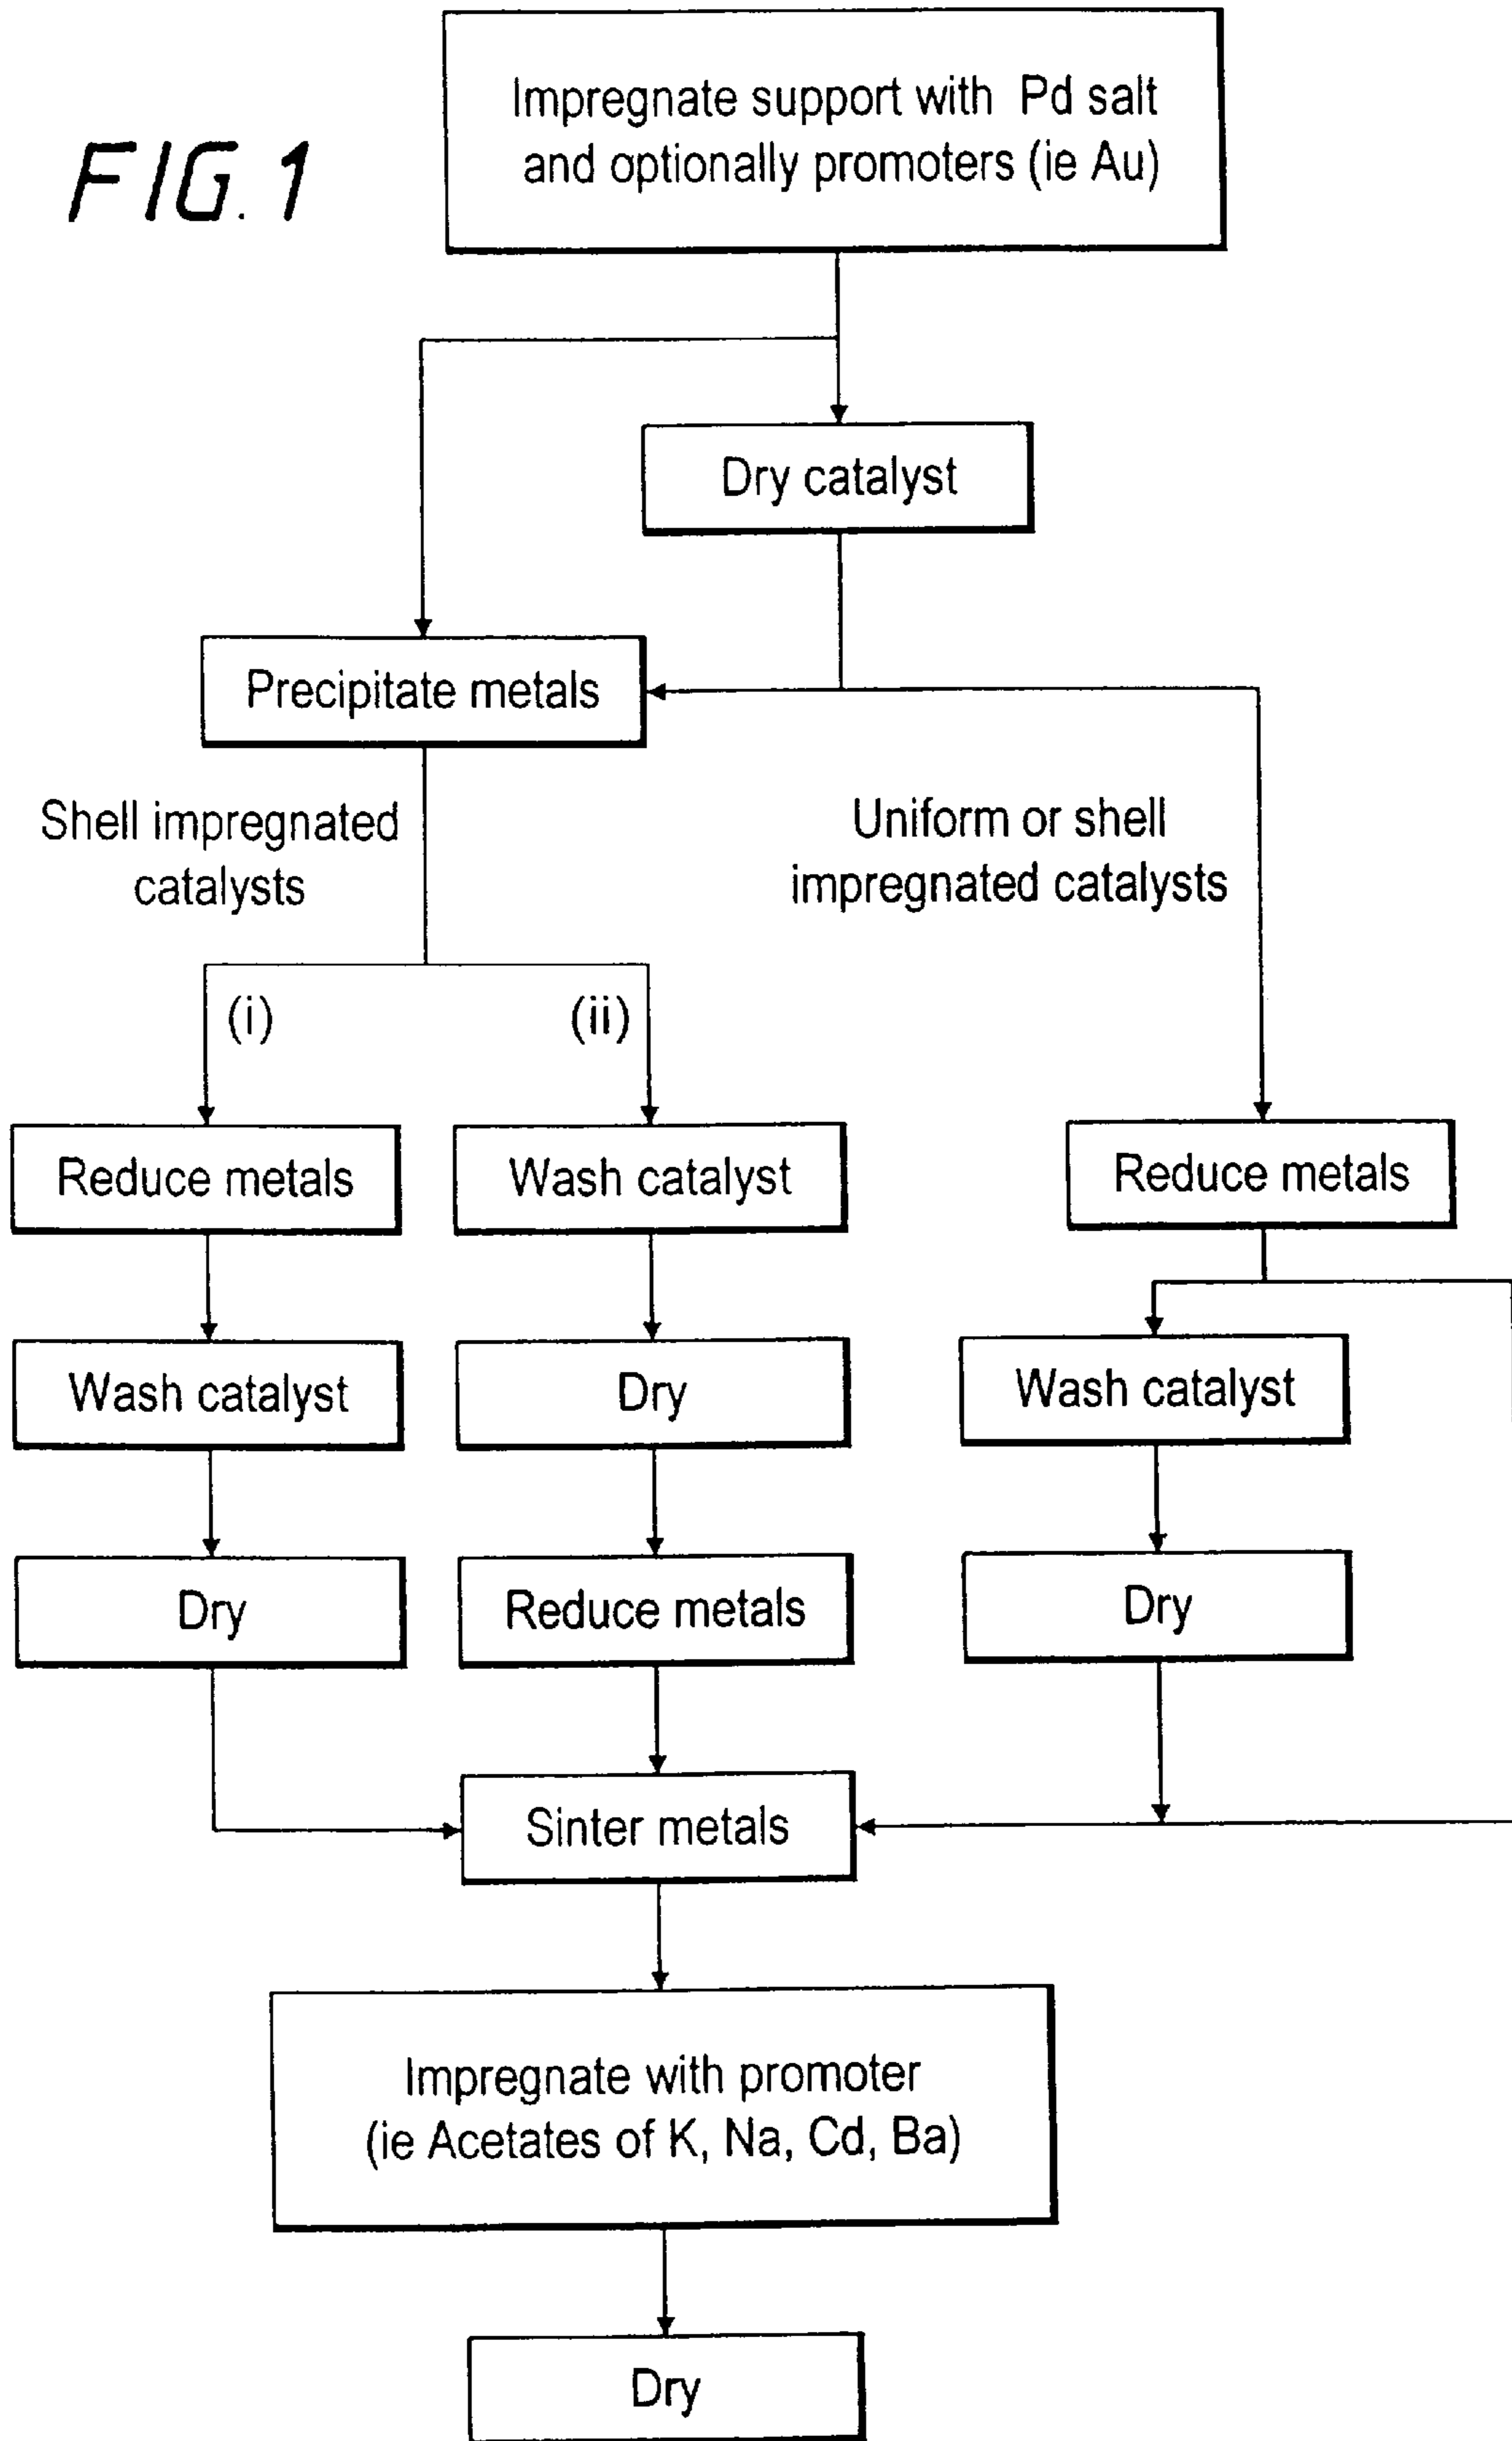 FIG. 1
Impregnate support with Pd salt
and optionally promoters (ie Au)
Dry catalyst
Precipitate metals
Shell impregnated
catalysts
Uniform or shell
impregnated catalysts
(i)
(ii)
Reduce metals
Wash catalyst
Reduce metals
Wash catalyst
Dry
Wash catalyst
Dry
Reduce metals
Dry
Sinter metals
Impregnate with promoter
(ie Acetates of K, Na, Cd, Ba)
Dry